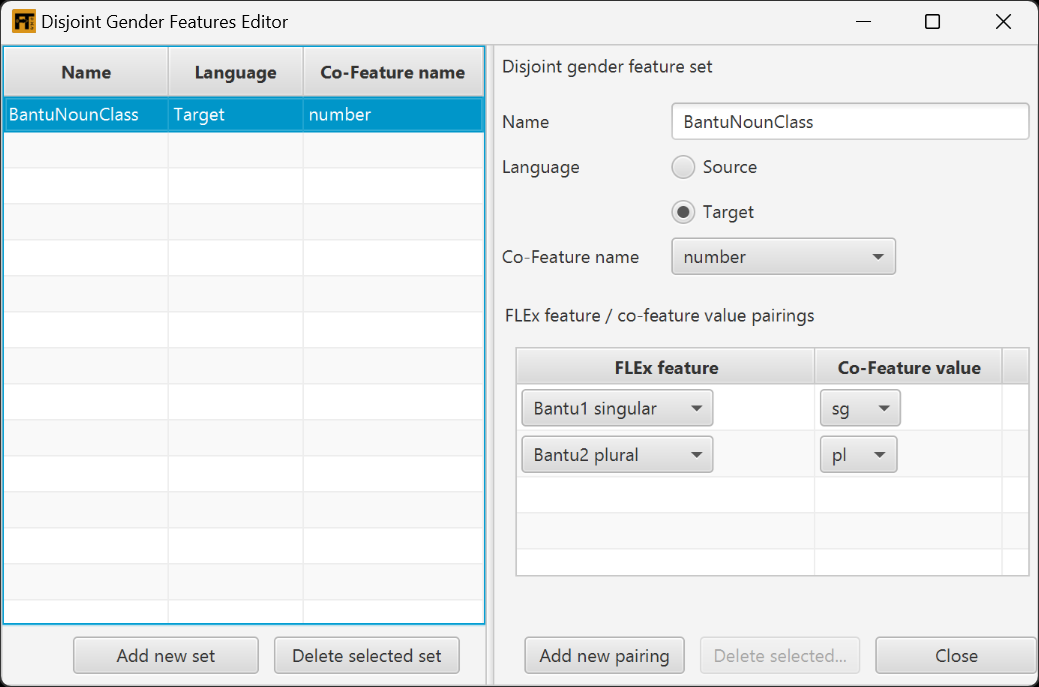 Disjoint Gender Features Editor
Name Language Co-Feature name
BantuNounClass Target number
Add new set Delete selected set
Disjoint gender feature set
Name BantuNounClass
Language Source
Target
Co-Feature name number
FLEx feature / co-feature value pairings
FLEx feature Co-Feature value
Bantu1 singular sg
Bantu2 plural pl
Add new pairing Delete selected... Close